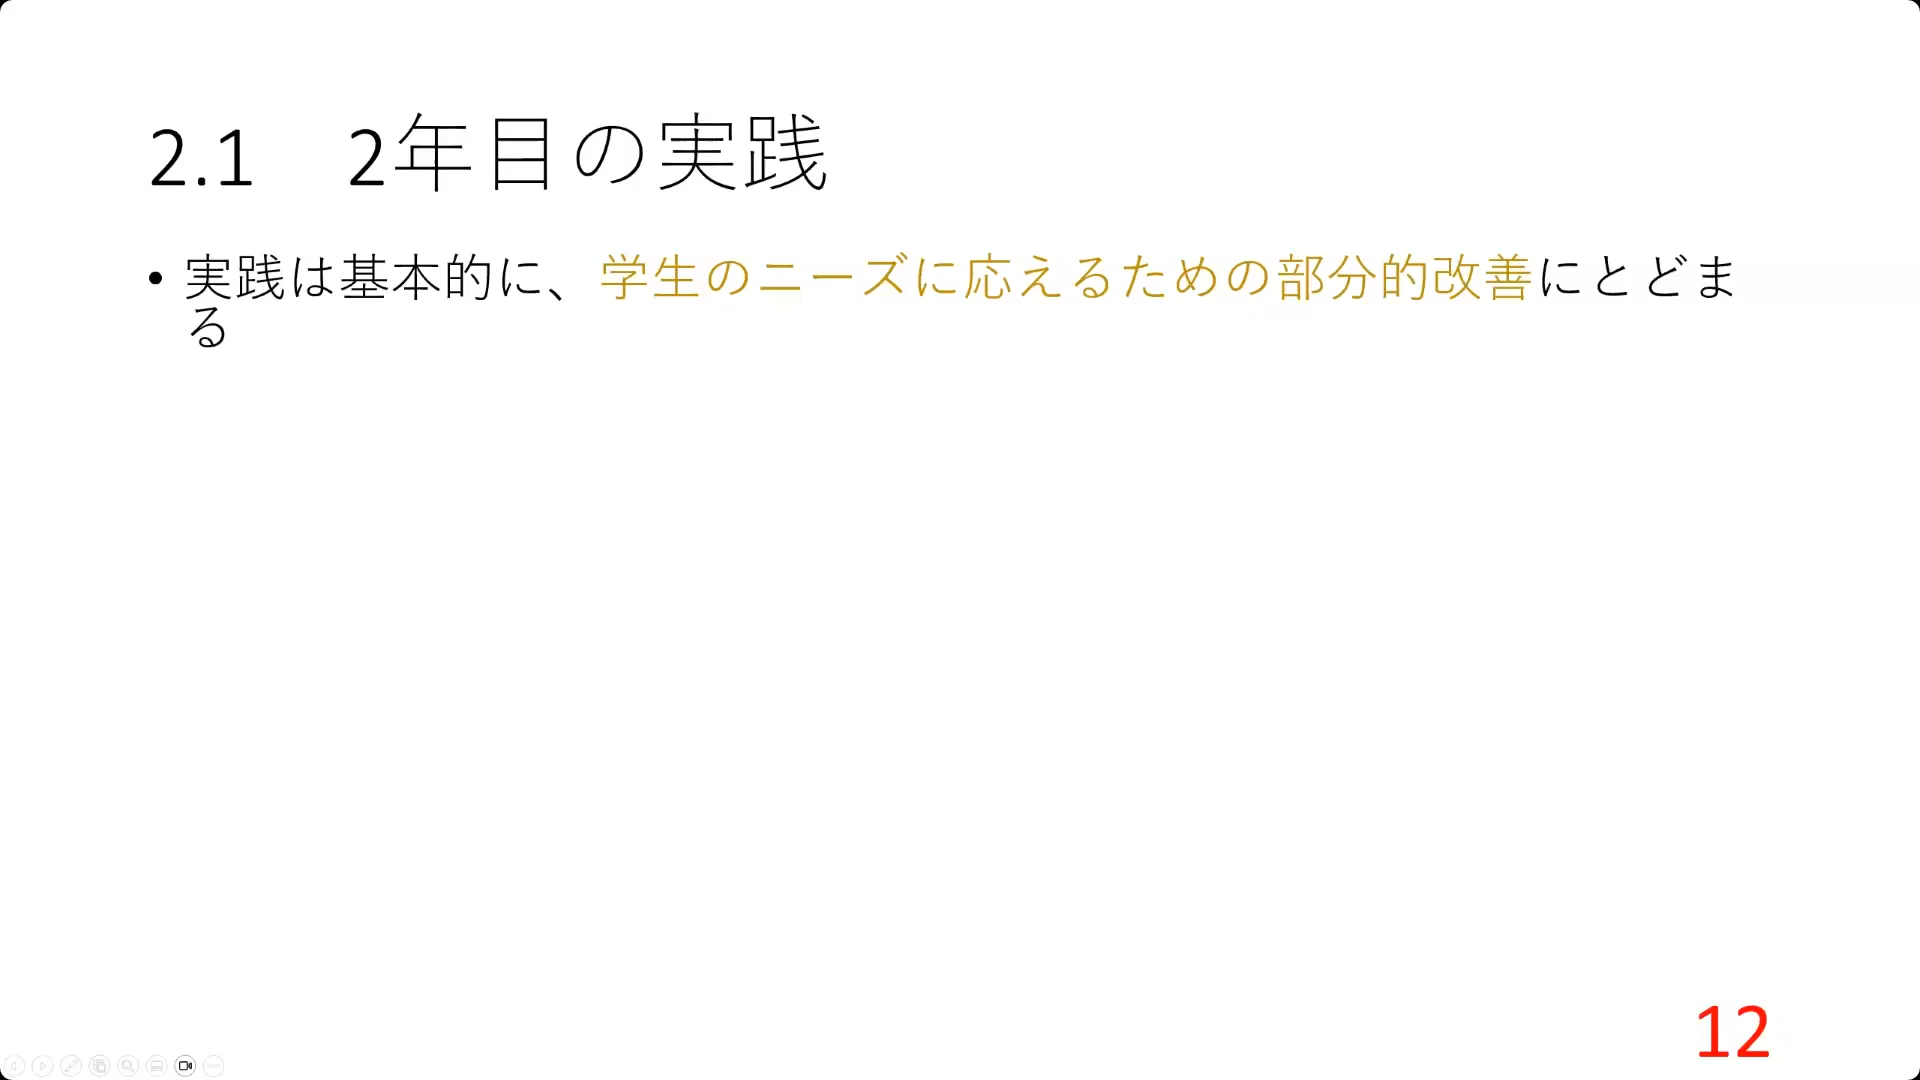 2.1　2年目の実践
• 実践は基本的に、学生のニーズに応えるための部分的改善にとどま
る
12